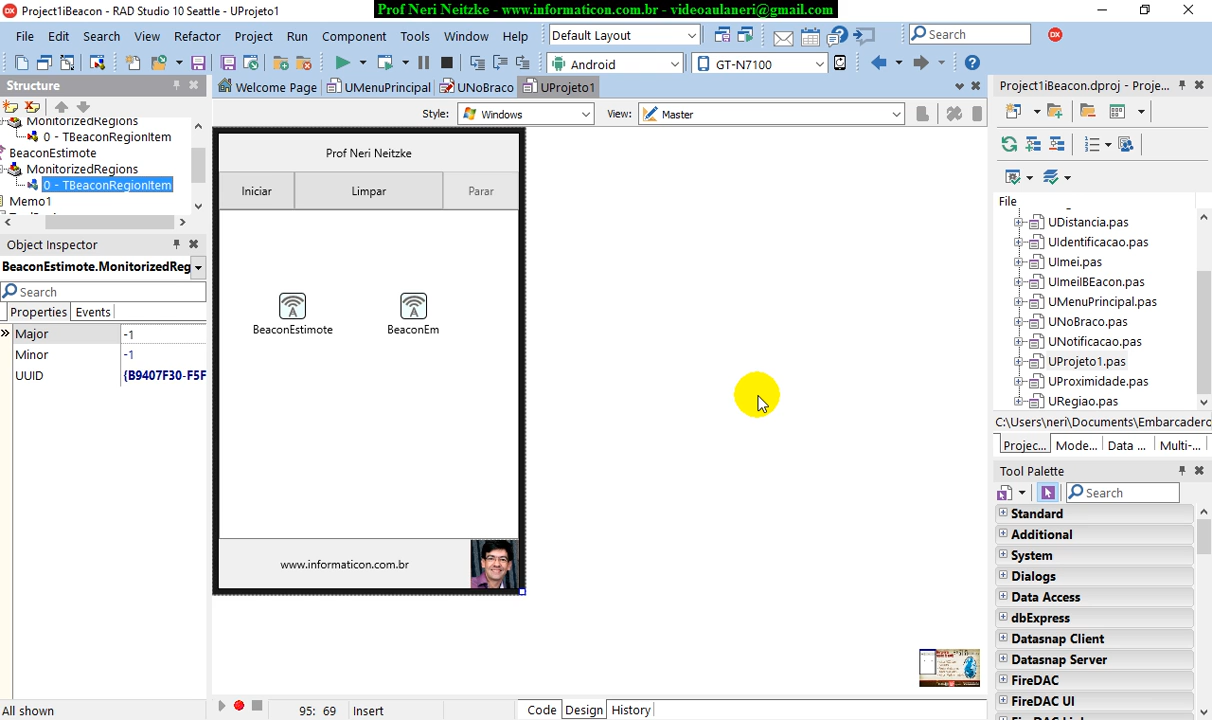 Project1iBeacon - RAD Studio 10 Seattle - UProjeto1
Prof Neri Neitzke - www.informaticon.com.br - videoaulaneri@gmail.com
File Edit Search View Refactor Project Run Component Tools Window Help
Default Layout
Search
Android
GT-N7100
Structure
Welcome Page UMenuPrincipal UNoBraco UProjeto1
Style: Windows View: Master
MonitorizedRegions
0 - TBeaconRegionItem
BeaconEstimote
MonitorizedRegions
0 - TBeaconRegionItem
Memo1
Object Inspector
BeaconEstimote.MonitorizedReg
Search
Properties Events
Major -1
Minor -1
UUID {B9407F30-F5F
All shown
Prof Neri Neitzke
Iniciar Limpar Parar
BeaconEstimote BeaconEm
www.informaticon.com.br
95: 69 Insert
Code Design History
Project1iBeacon.dproj - Proje...
File
UDistancia.pas
UIdentificacao.pas
UImei.pas
UImeiIBEacon.pas
UMenuPrincipal.pas
UNoBraco.pas
UNotificacao.pas
UProjeto1.pas
UProximidade.pas
URegiao.pas
C:\Users\neri\Documents\Embarcadero
Projec... Mode... Data ... Multi-...
Tool Palette
Search
Standard
Additional
System
Dialogs
Data Access
dbExpress
Datasnap Client
Datasnap Server
FireDAC
FireDAC UI